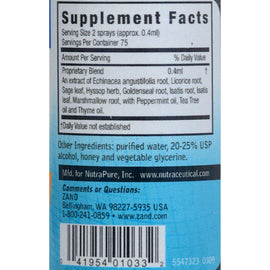 Supplement Facts
Serving Size 2 sprays (approx. 0.4ml)
Servings Per Container 75
Amount Per Serving % Daily Value
Proprietary Blend 0.4ml †
An extract of Echinacea angustifolia root, Licorice root,
Sage leaf, Hyssop herb, Goldenseal root, Isatis root, Isatis
leaf, Marshmallow root, with Peppermint oil, Tea Tree
oil and Thyme oil.
†Daily Value not established
Other Ingredients: purified water, 20-25% USP
alcohol, honey and vegetable glycerine.
Mfd. for NutraPure, Inc. www.nutraceutical.com
Comments or Questions:
ZAND
Bellingham, WA 98227-5935 USA
1-800-241-0859 • www.zand.com
0 41954 01033 2
5547323 0309